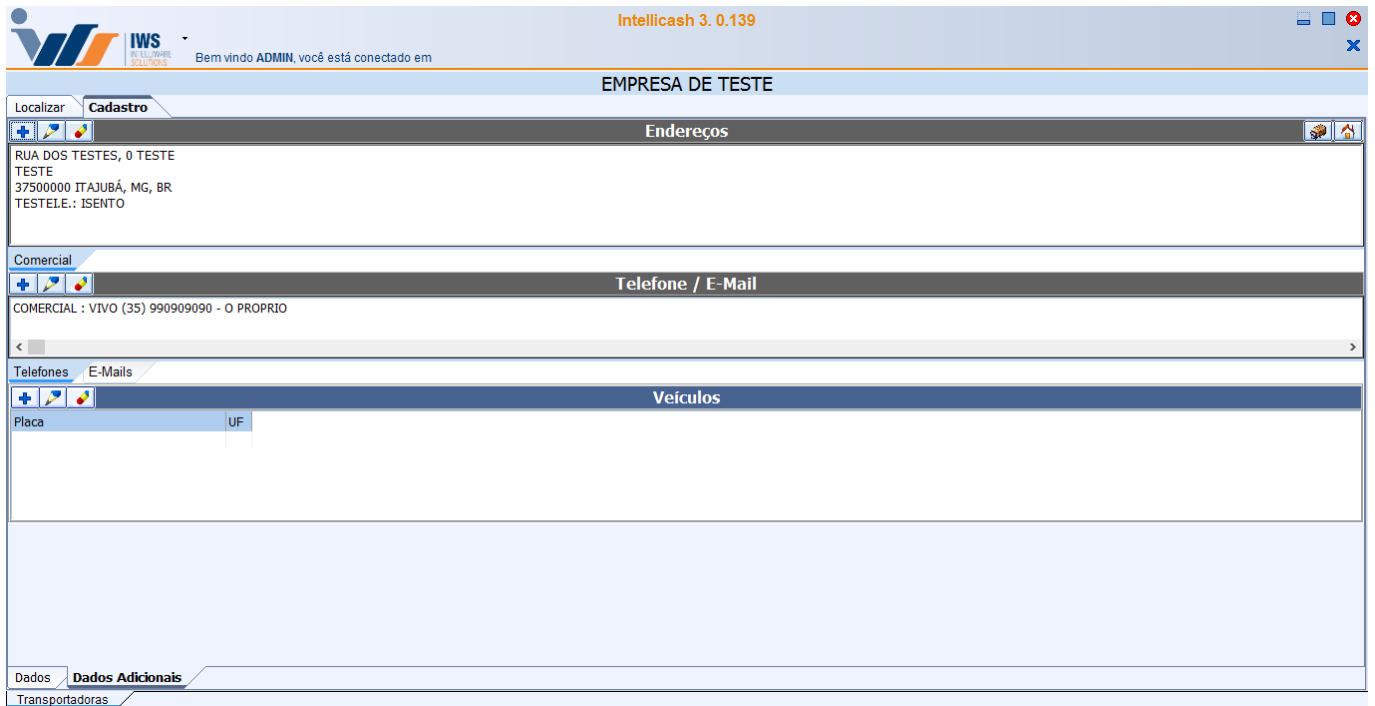 Intellicash 3. 0.139
IWS
INTELLIWARE
SOLUTIONS
Bem vindo ADMIN, você está conectado em
EMPRESA DE TESTE
Localizar Cadastro
Endereços
RUA DOS TESTES, 0 TESTE
TESTE
37500000 ITAJUBÁ, MG, BR
TESTEI.E.: ISENTO
Comercial
Telefone / E-Mail
COMERCIAL : VIVO (35) 990909090 - O PROPRIO
Telefones E-Mails
Veículos
Placa UF
Dados Dados Adicionais
Transportadoras